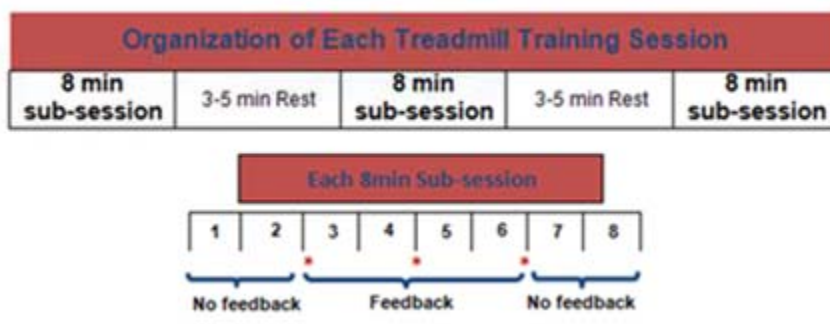 Organization of Each Treadmill Training Session
8 min sub-session
3-5 min Rest
8 min sub-session
3-5 min Rest
8 min sub-session
Each 8min Sub-session
1 2 3 4 5 6 7 8
No feedback Feedback No feedback